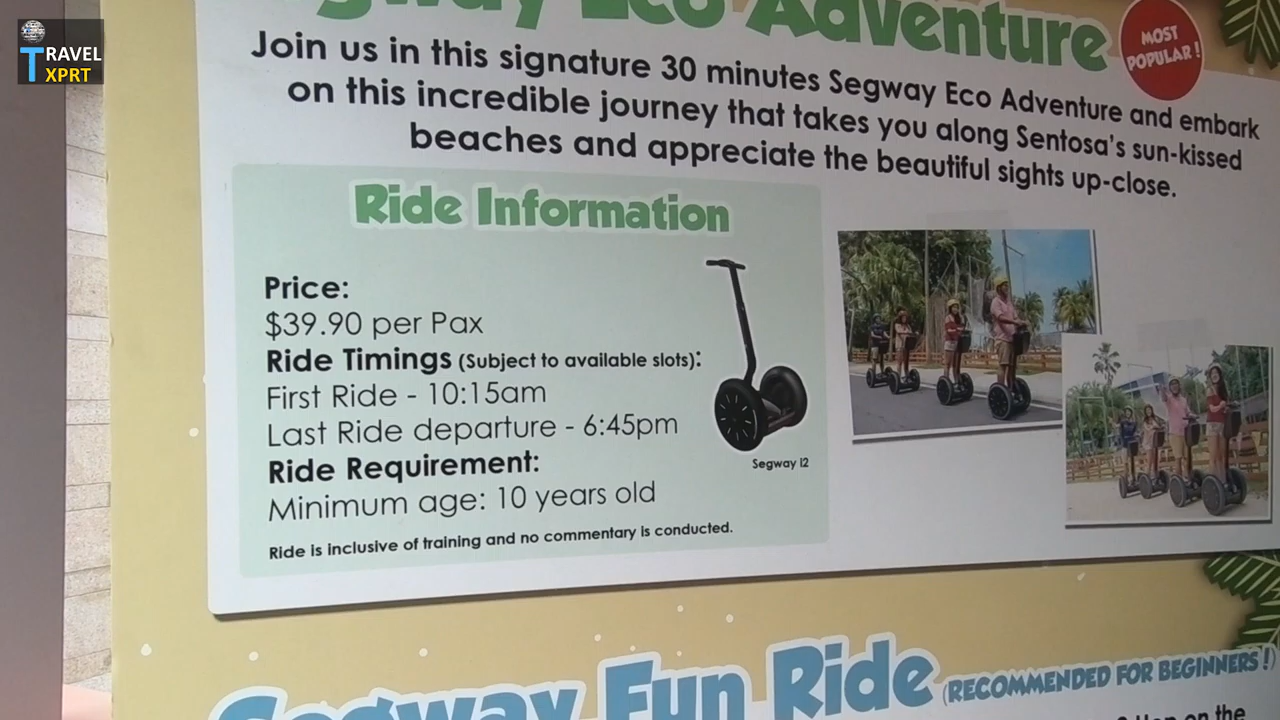 TRAVEL
XPRT
Segway Eco Adventure
MOST
POPULAR!
Join us in this signature 30 minutes Segway Eco Adventure and embark
on this incredible journey that takes you along Sentosa's sun-kissed
beaches and appreciate the beautiful sights up-close.
Ride Information
Price:
$39.90 per Pax
Ride Timings (Subject to available slots):
First Ride - 10:15am
Last Ride departure - 6:45pm
Ride Requirement:
Minimum age: 10 years old
Ride is inclusive of training and no commentary is conducted.
Segway i2
Segway Fun Ride (RECOMMENDED FOR BEGINNERS!)
on the